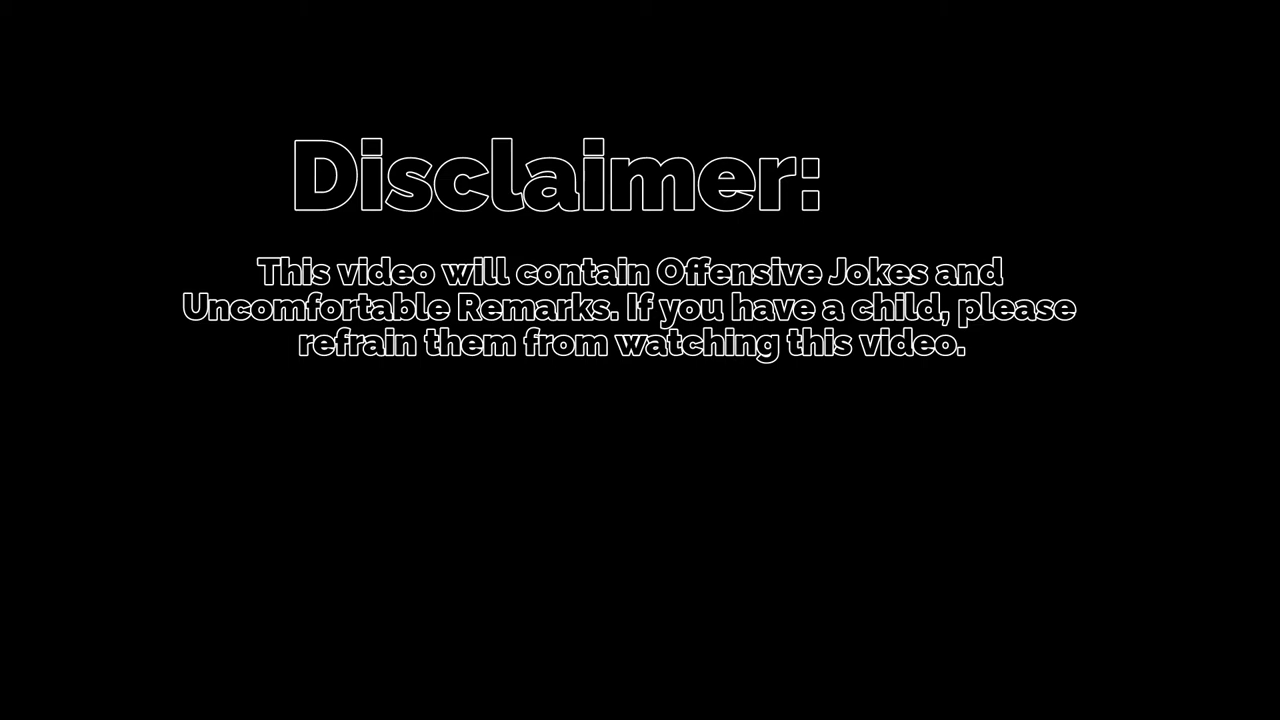 Disclaimer:
This video will contain Offensive Jokes and
Uncomfortable Remarks. If you have a child, please
refrain them from watching this video.